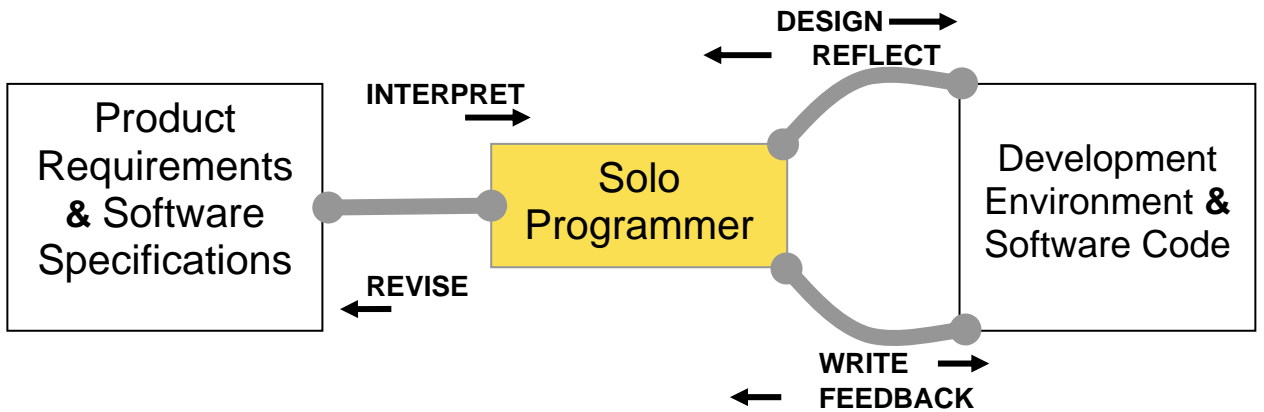 Product
Requirements
& Software
Specifications
INTERPRET
REVISE
Solo
Programmer
DESIGN
REFLECT
WRITE
FEEDBACK
Development
Environment &
Software Code